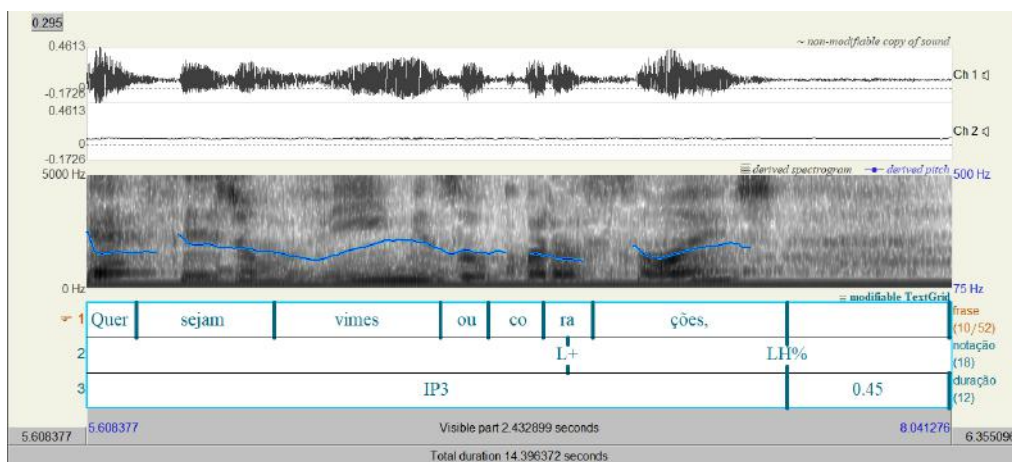 0.295
0.4613
~ non-modifiable copy of sound
Ch 1
0
-0.1726
0.4613
Ch 2
0
-0.1726
5000 Hz
derived spectrogram derived pitch 500 Hz
0 Hz
75 Hz
modifiable TextGrid
1 Quer sejam vimes ou co ra ções, frase (10/52)
2 L+ LH% notação (18)
3 IP3 0.45 duração (12)
5.608377 5.608377 Visible part 2.432899 seconds 8.041276 6.355096
Total duration 14.396372 seconds